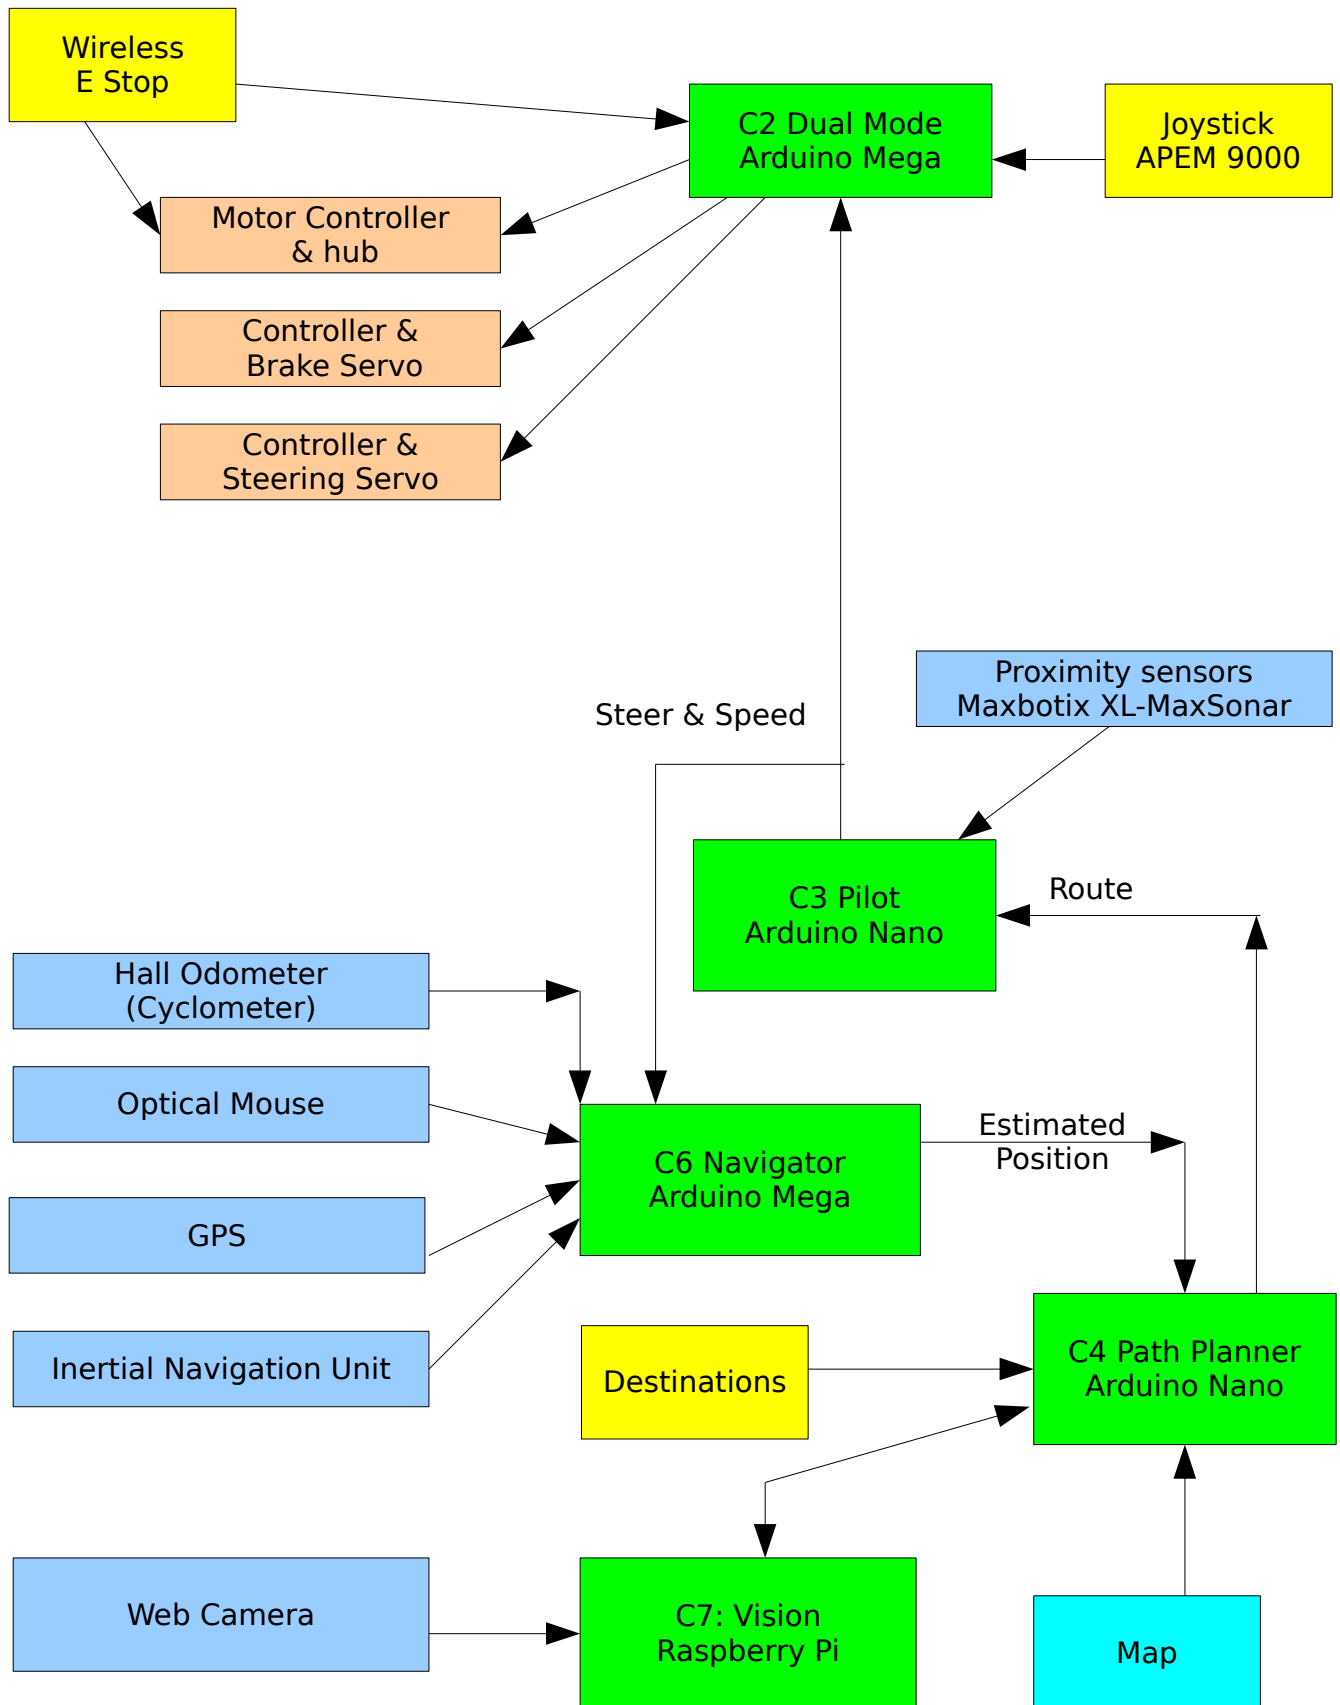 Wireless
E Stop
C2 Dual Mode
Arduino Mega
Joystick
APEM 9000
Motor Controller
& hub
Controller &
Brake Servo
Controller &
Steering Servo
Proximity sensors
Maxbotix XL-MaxSonar
Steer & Speed
C3 Pilot
Arduino Nano
Route
Hall Odometer
(Cyclometer)
Optical Mouse
C6 Navigator
Arduino Mega
Estimated
Position
GPS
Inertial Navigation Unit
Destinations
C4 Path Planner
Arduino Nano
Web Camera
C7: Vision
Raspberry Pi
Map